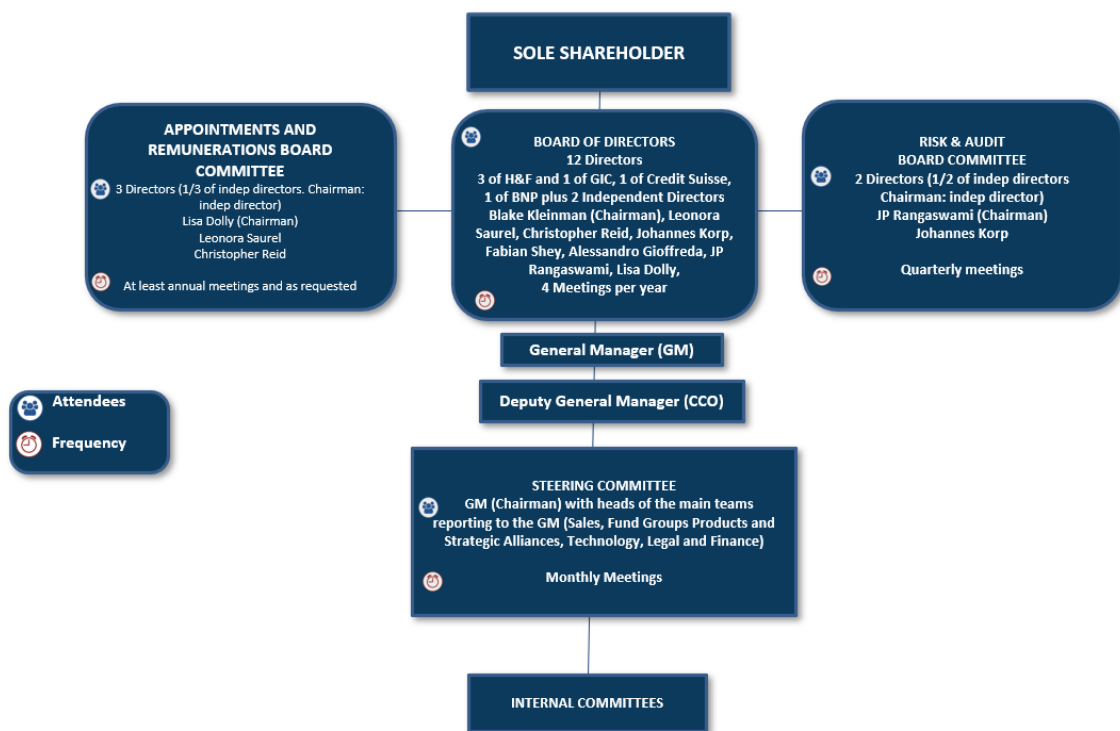 SOLE SHAREHOLDER
APPOINTMENTS AND
REMUNERATIONS BOARD
COMMITTEE
3 Directors (1/3 of indep directors. Chairman:
indep director)
Lisa Dolly (Chairman)
Leonora Saurel
Christopher Reid
At least annual meetings and as requested
BOARD OF DIRECTORS
12 Directors
3 of H&F and 1 of GIC, 1 of Credit Suisse,
1 of BNP plus 2 Independent Directors
Blake Kleinman (Chairman), Leonora
Saurel, Christopher Reid, Johannes Korp,
Fabian Shey, Alessandro Gioffreda, JP
Rangaswami, Lisa Dolly,
4 Meetings per year
RISK & AUDIT
BOARD COMMITTEE
2 Directors (1/2 of indep directors
Chairman: indep director)
JP Rangaswami (Chairman)
Johannes Korp
Quarterly meetings
General Manager (GM)
Deputy General Manager (CCO)
Attendees
Frequency
STEERING COMMITTEE
GM (Chairman) with heads of the main teams
reporting to the GM (Sales, Fund Groups Products and
Strategic Alliances, Technology, Legal and Finance)
Monthly Meetings
INTERNAL COMMITTEES